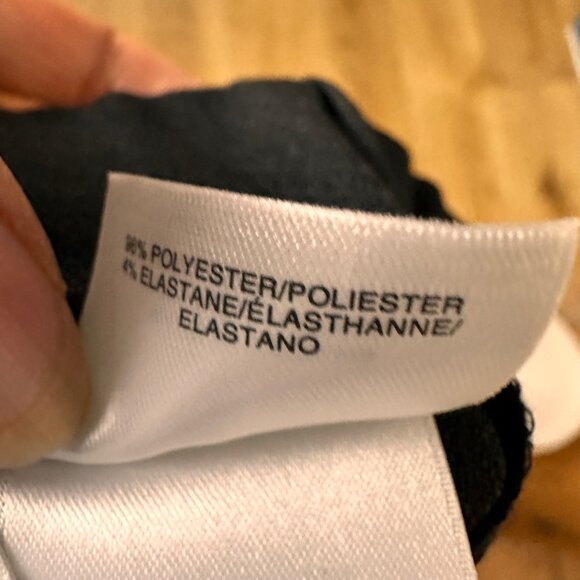 96% POLYESTER/POLIESTER
4% ELASTANE/ÉLASTHANNE/
ELASTANO